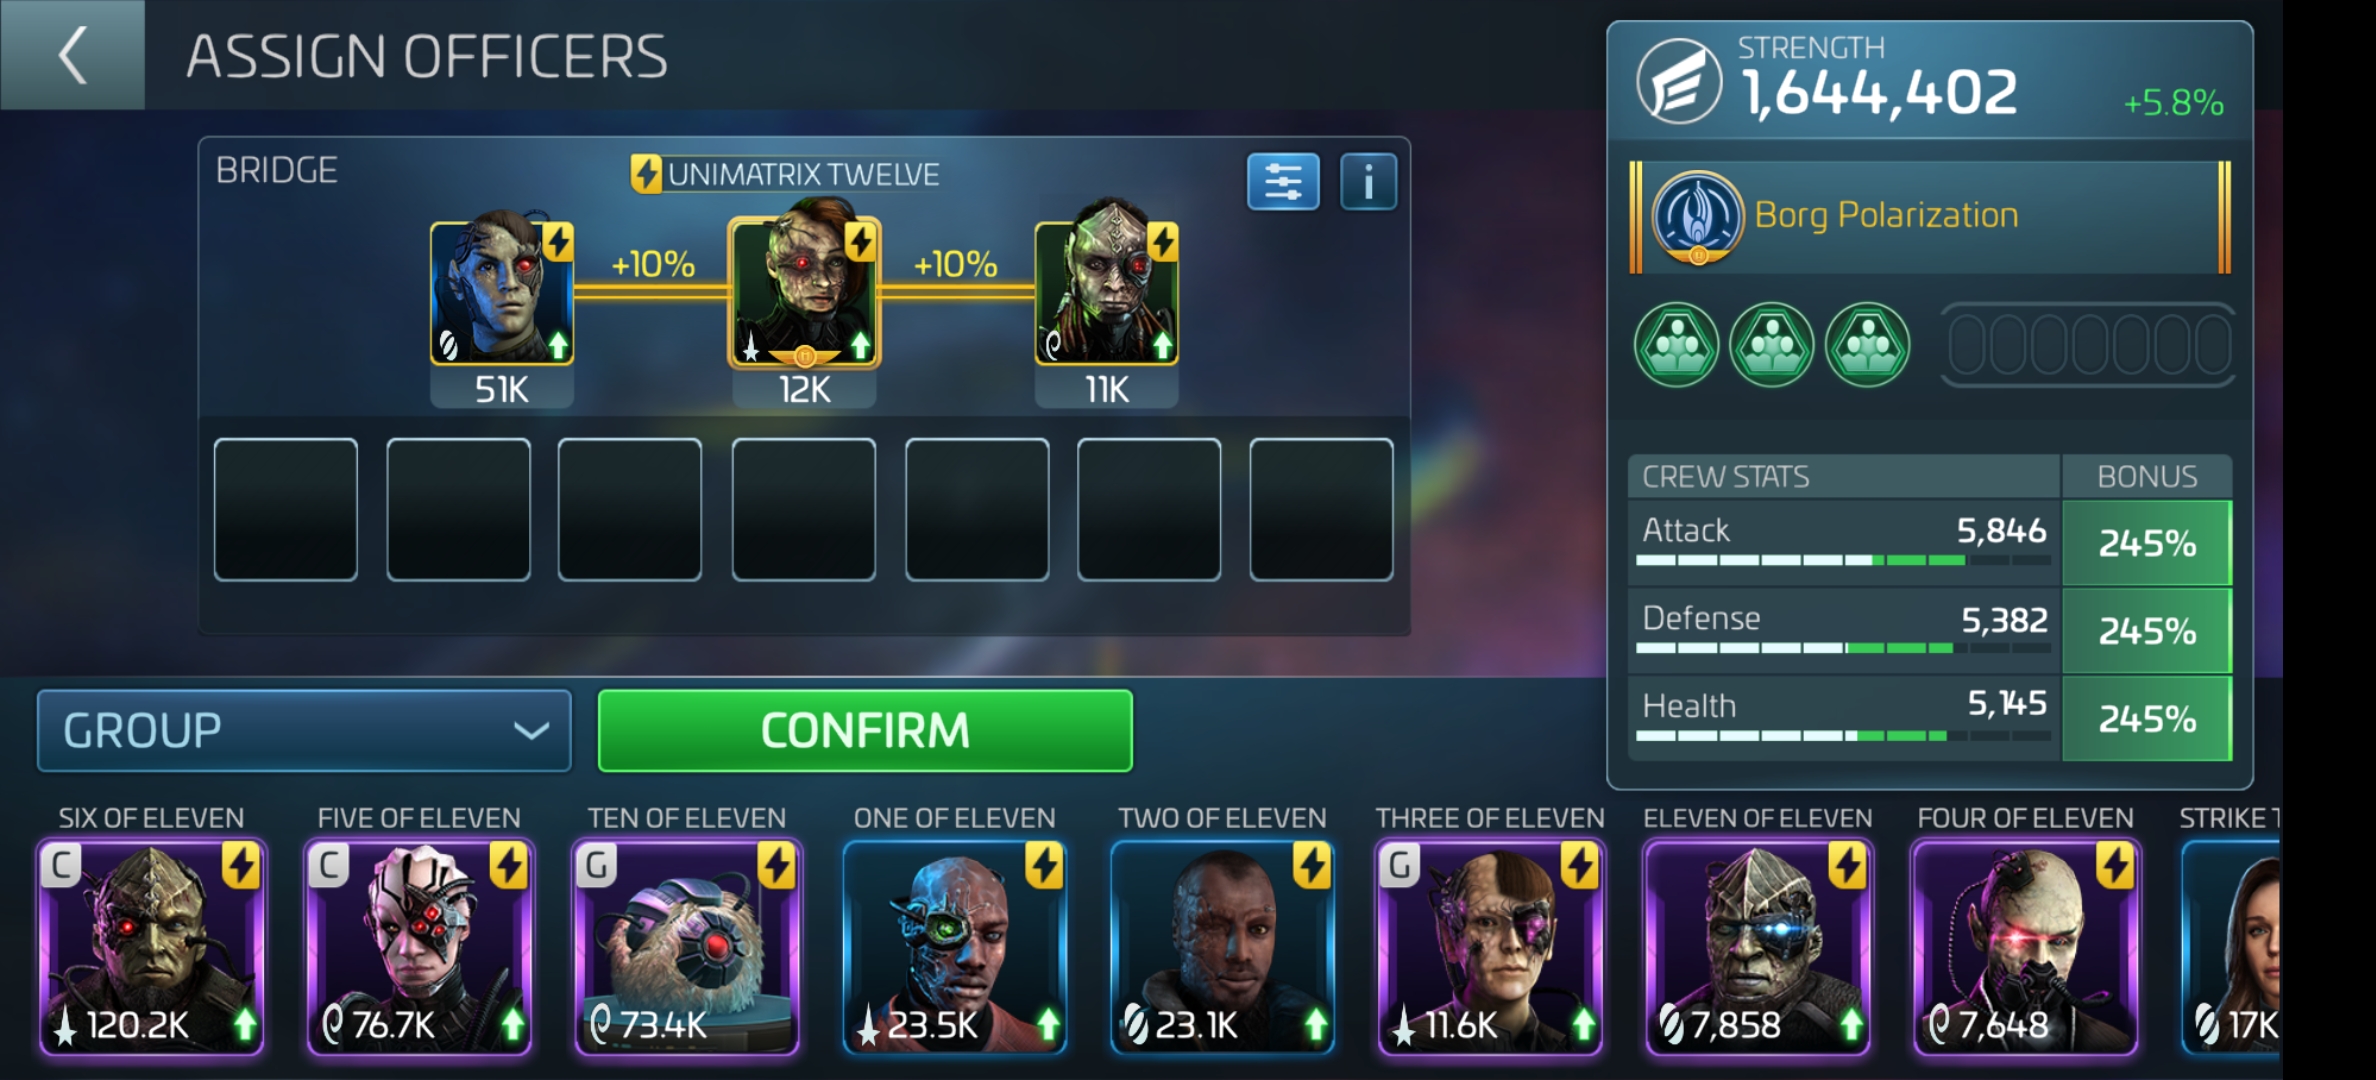 ASSIGN OFFICERS
STRENGTH
1,644,402
+5.8%
BRIDGE
UNIMATRIX TWELVE
i
Borg Polarization
+10%
+10%
51K
12K
11K
CREW STATS
BONUS
Attack
5,846
245%
Defense
5,382
245%
Health
5,145
245%
GROUP
CONFIRM
SIX OF ELEVEN
FIVE OF ELEVEN
TEN OF ELEVEN
ONE OF ELEVEN
TWO OF ELEVEN
THREE OF ELEVEN
ELEVEN OF ELEVEN
FOUR OF ELEVEN
STRIKE
C
C
G
G
120.2K
76.7K
73.4K
23.5K
23.1K
11.6K
7,858
7,648
17K